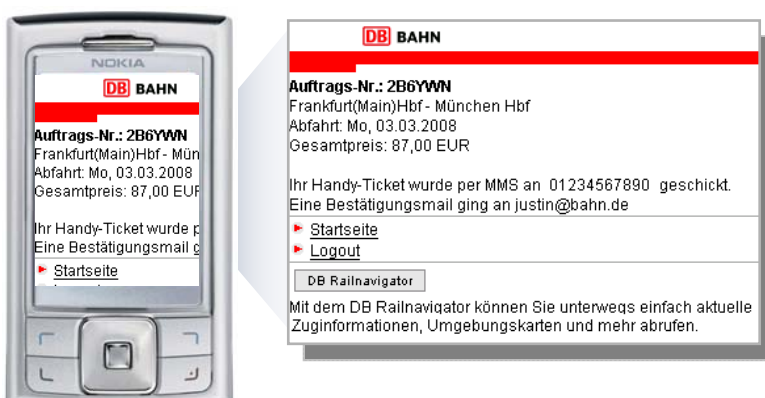 NOKIA
DB BAHN
Auftrags-Nr.: 2B6YWN
Frankfurt(Main)Hbf - Mün
Abfahrt: Mo, 03.03.2008
Gesamtpreis: 87,00 EUR
Ihr Handy-Ticket wurde p
Eine Bestätigungsmail g
Startseite
DB BAHN
Auftrags-Nr.: 2B6YWN
Frankfurt(Main)Hbf - München Hbf
Abfahrt: Mo, 03.03.2008
Gesamtpreis: 87,00 EUR
Ihr Handy-Ticket wurde per MMS an 01234567890 geschickt.
Eine Bestätigungsmail ging an justin@bahn.de
Startseite
Logout
DB Railnavigator
Mit dem DB Railnavigator können Sie unterwegs einfach aktuelle
Zuginformationen, Umgebungskarten und mehr abrufen.